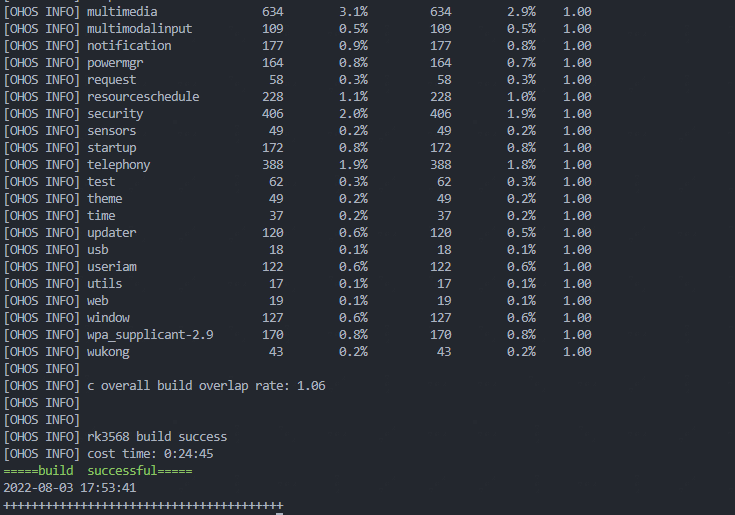 [OHOS INFO] multimedia 634 3.1% 634 2.9% 1.00
[OHOS INFO] multimodalinput 109 0.5% 109 0.5% 1.00
[OHOS INFO] notification 177 0.9% 177 0.8% 1.00
[OHOS INFO] powermgr 164 0.8% 164 0.7% 1.00
[OHOS INFO] request 58 0.3% 58 0.3% 1.00
[OHOS INFO] resourceschedule 228 1.1% 228 1.0% 1.00
[OHOS INFO] security 406 2.0% 406 1.9% 1.00
[OHOS INFO] sensors 49 0.2% 49 0.2% 1.00
[OHOS INFO] startup 172 0.8% 172 0.8% 1.00
[OHOS INFO] telephony 388 1.9% 388 1.8% 1.00
[OHOS INFO] test 62 0.3% 62 0.3% 1.00
[OHOS INFO] theme 49 0.2% 49 0.2% 1.00
[OHOS INFO] time 37 0.2% 37 0.2% 1.00
[OHOS INFO] updater 120 0.6% 120 0.5% 1.00
[OHOS INFO] usb 18 0.1% 18 0.1% 1.00
[OHOS INFO] useriam 122 0.6% 122 0.6% 1.00
[OHOS INFO] utils 17 0.1% 17 0.1% 1.00
[OHOS INFO] web 19 0.1% 19 0.1% 1.00
[OHOS INFO] window 127 0.6% 127 0.6% 1.00
[OHOS INFO] wpa_supplicant-2.9 170 0.8% 170 0.8% 1.00
[OHOS INFO] wukong 43 0.2% 43 0.2% 1.00
[OHOS INFO]
[OHOS INFO] c overall build overlap rate: 1.06
[OHOS INFO]
[OHOS INFO]
[OHOS INFO] rk3568 build success
[OHOS INFO] cost time: 0:24:45
=====build  successful=====
2022-08-03 17:53:41
++++++++++++++++++++++++++++++++++++++++